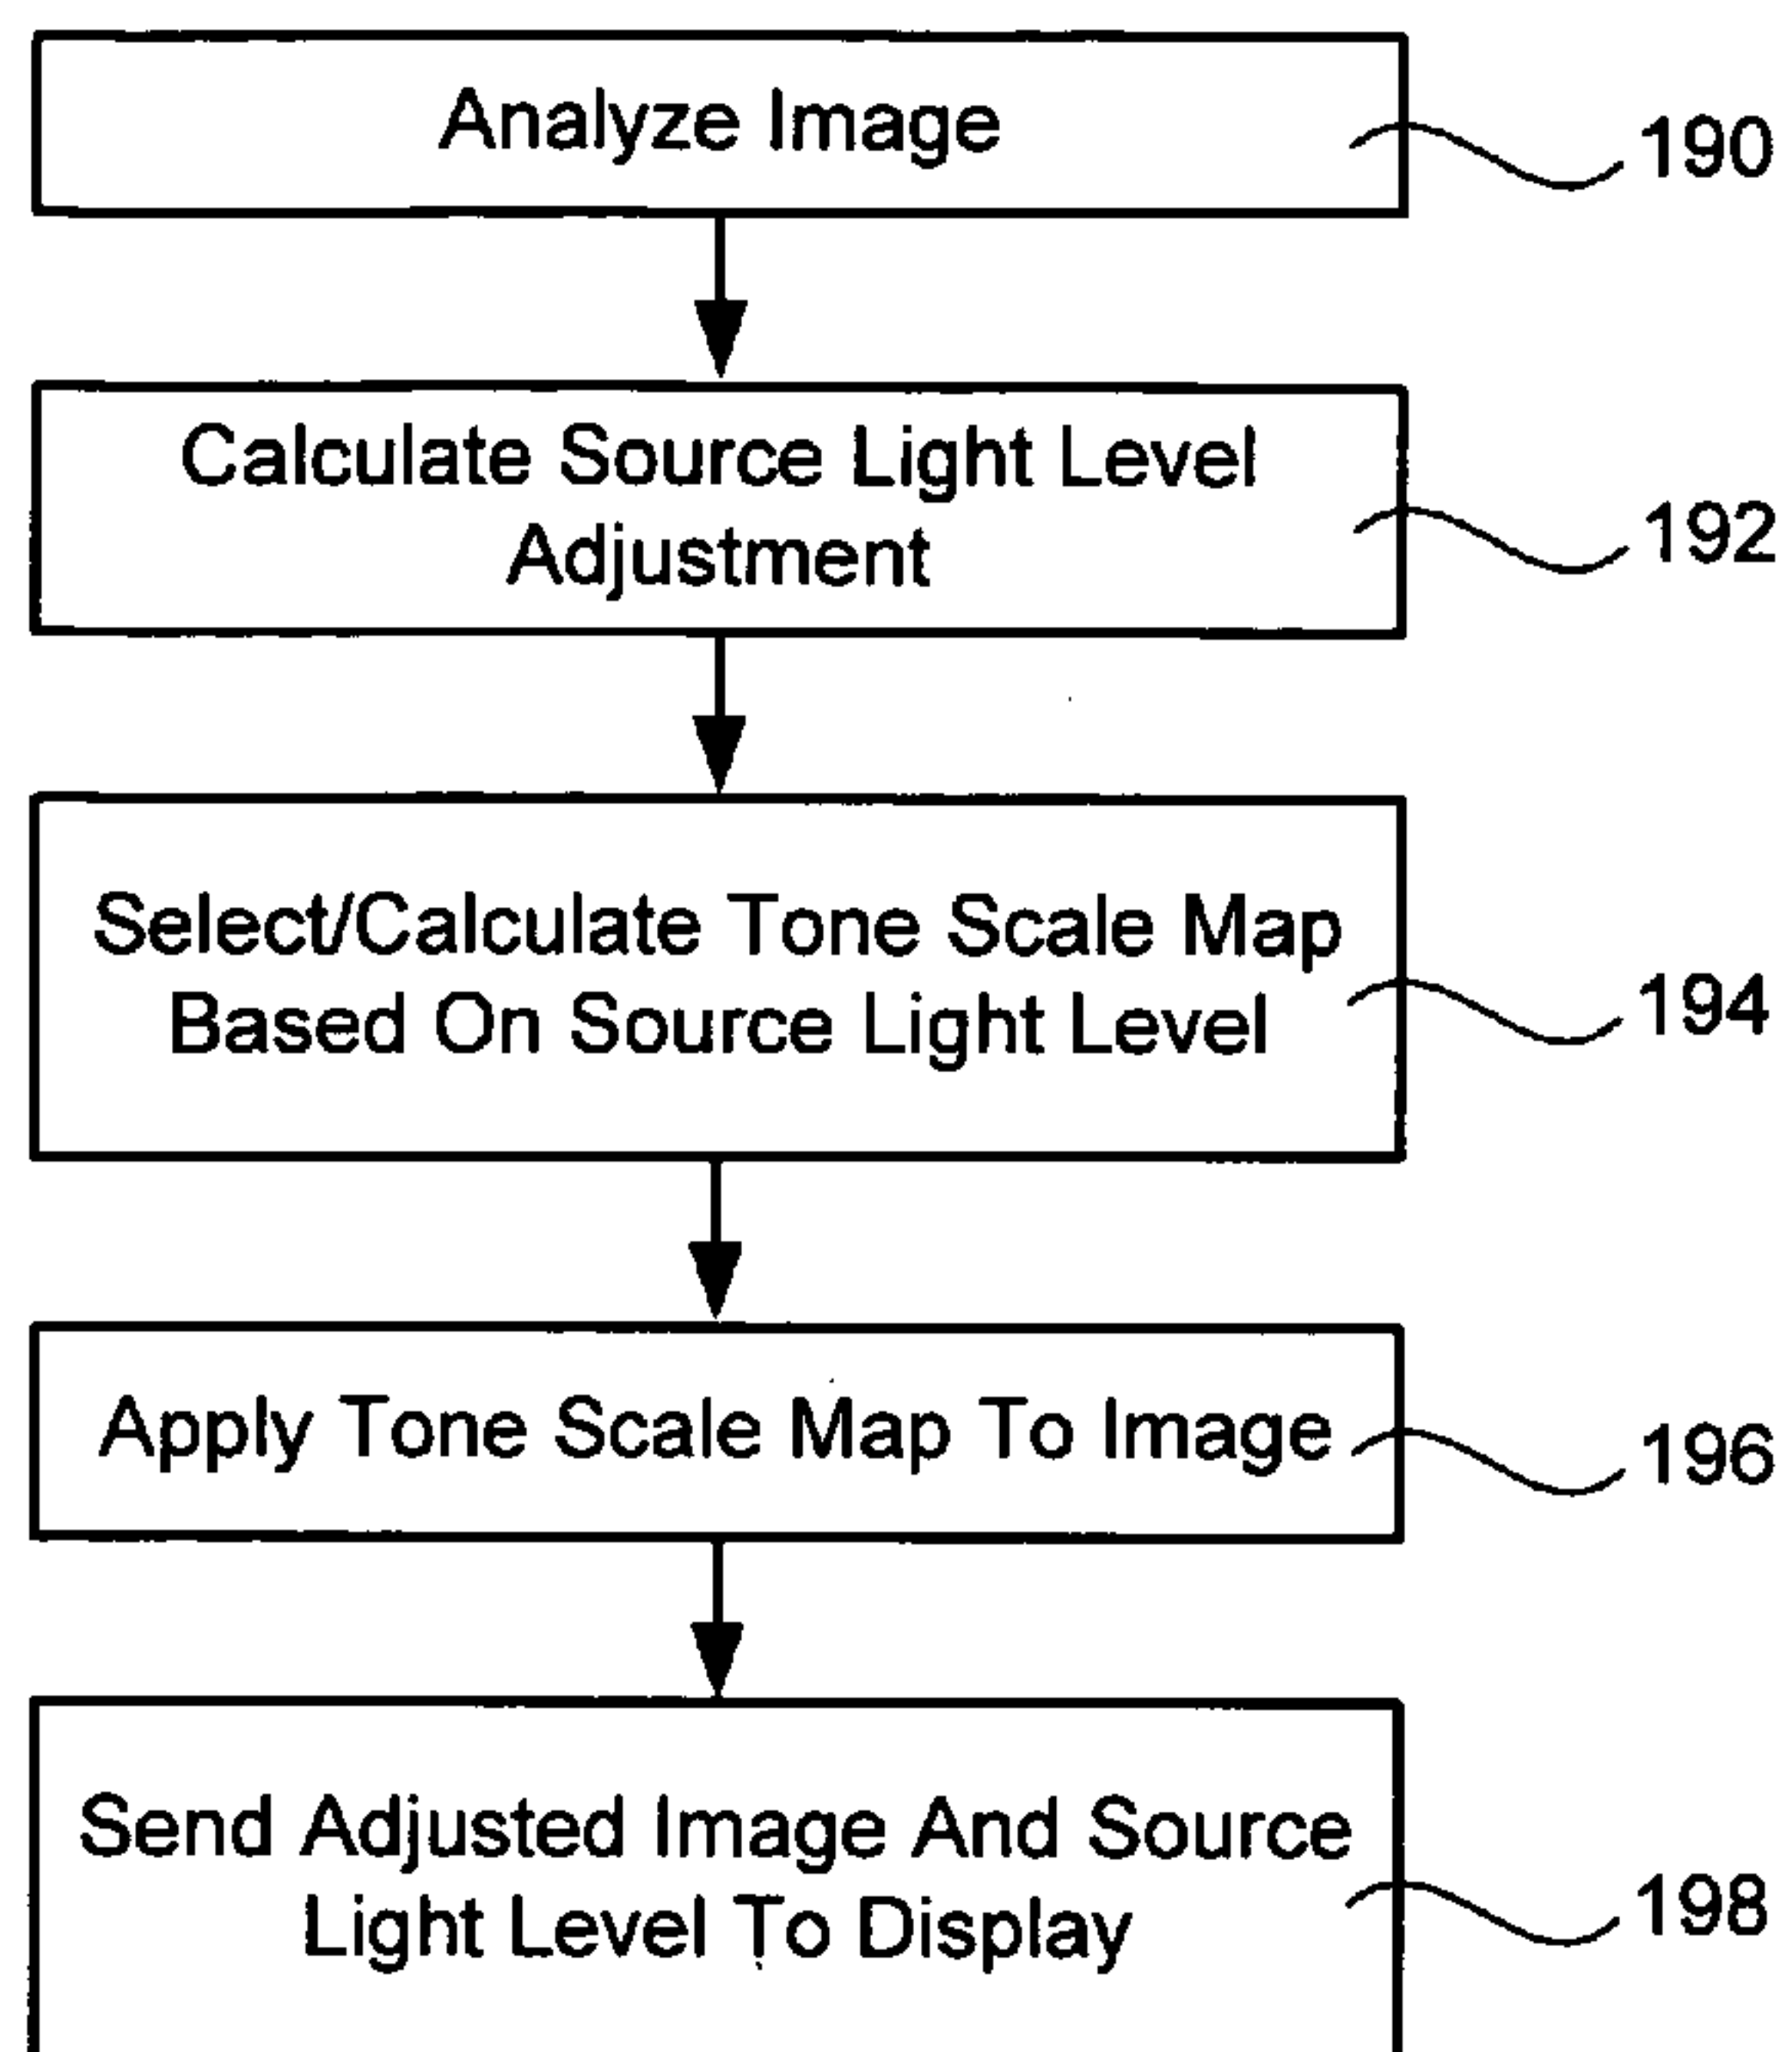 Analyze Image
190
Calculate Source Light Level
Adjustment
192
Select/Calculate Tone Scale Map
Based On Source Light Level
194
Apply Tone Scale Map To Image
196
Send Adjusted Image And Source
Light Level To Display
198